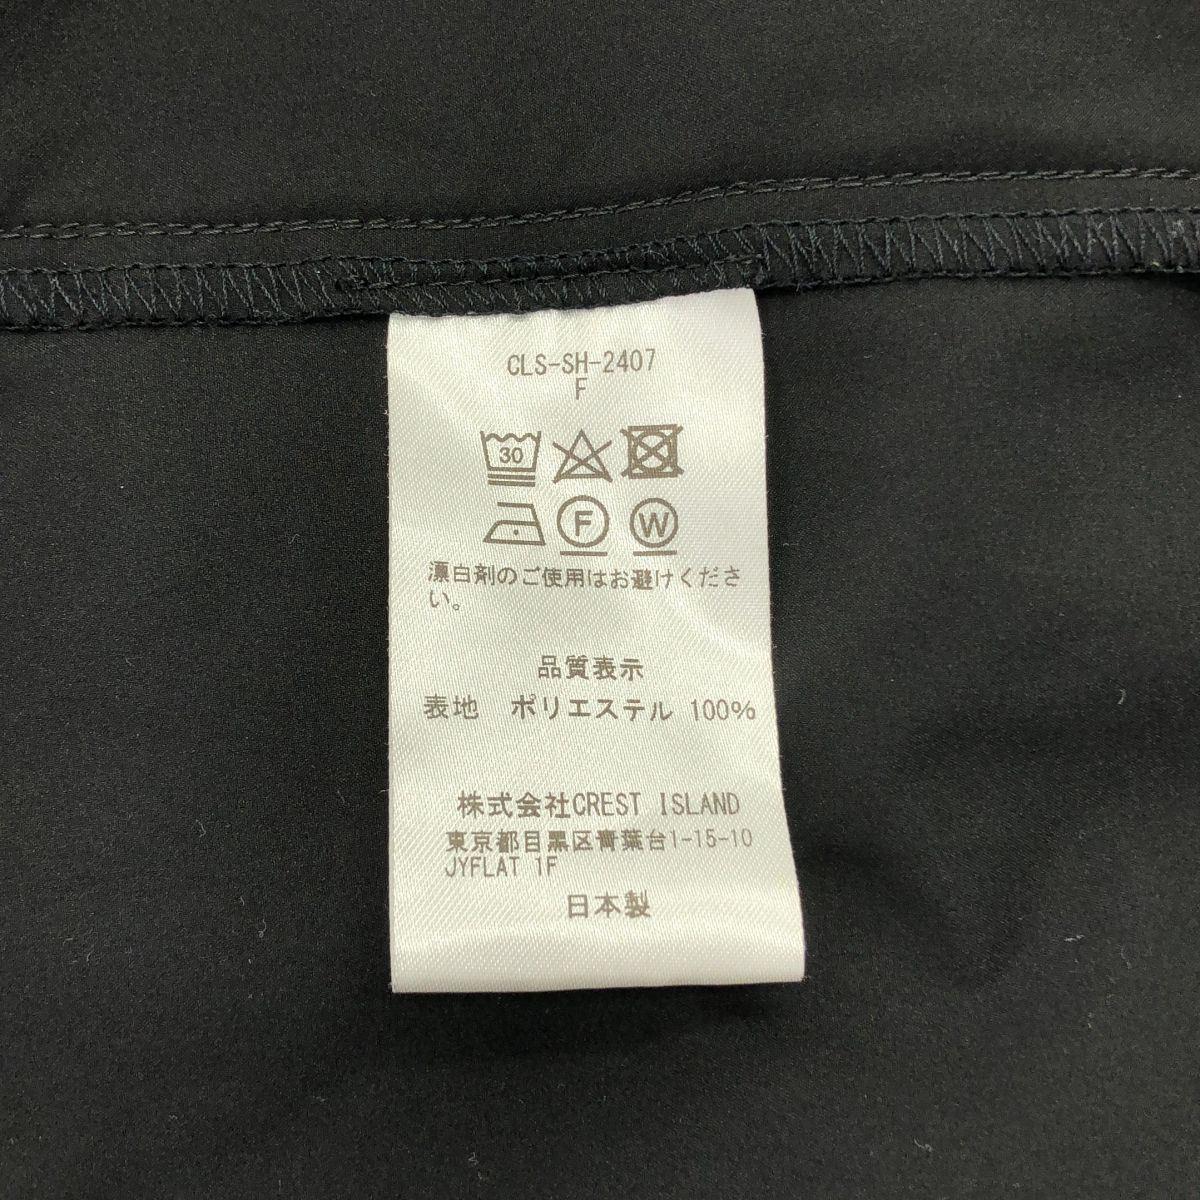 CLS-SH-2407
F
30
F W
漂白剤のご使用はお避けくださ
い。
品質表示
表地 ポリエステル 100%
株式会社CREST ISLAND
東京都目黒区青葉台1-15-10
JYFLAT 1F
日本製